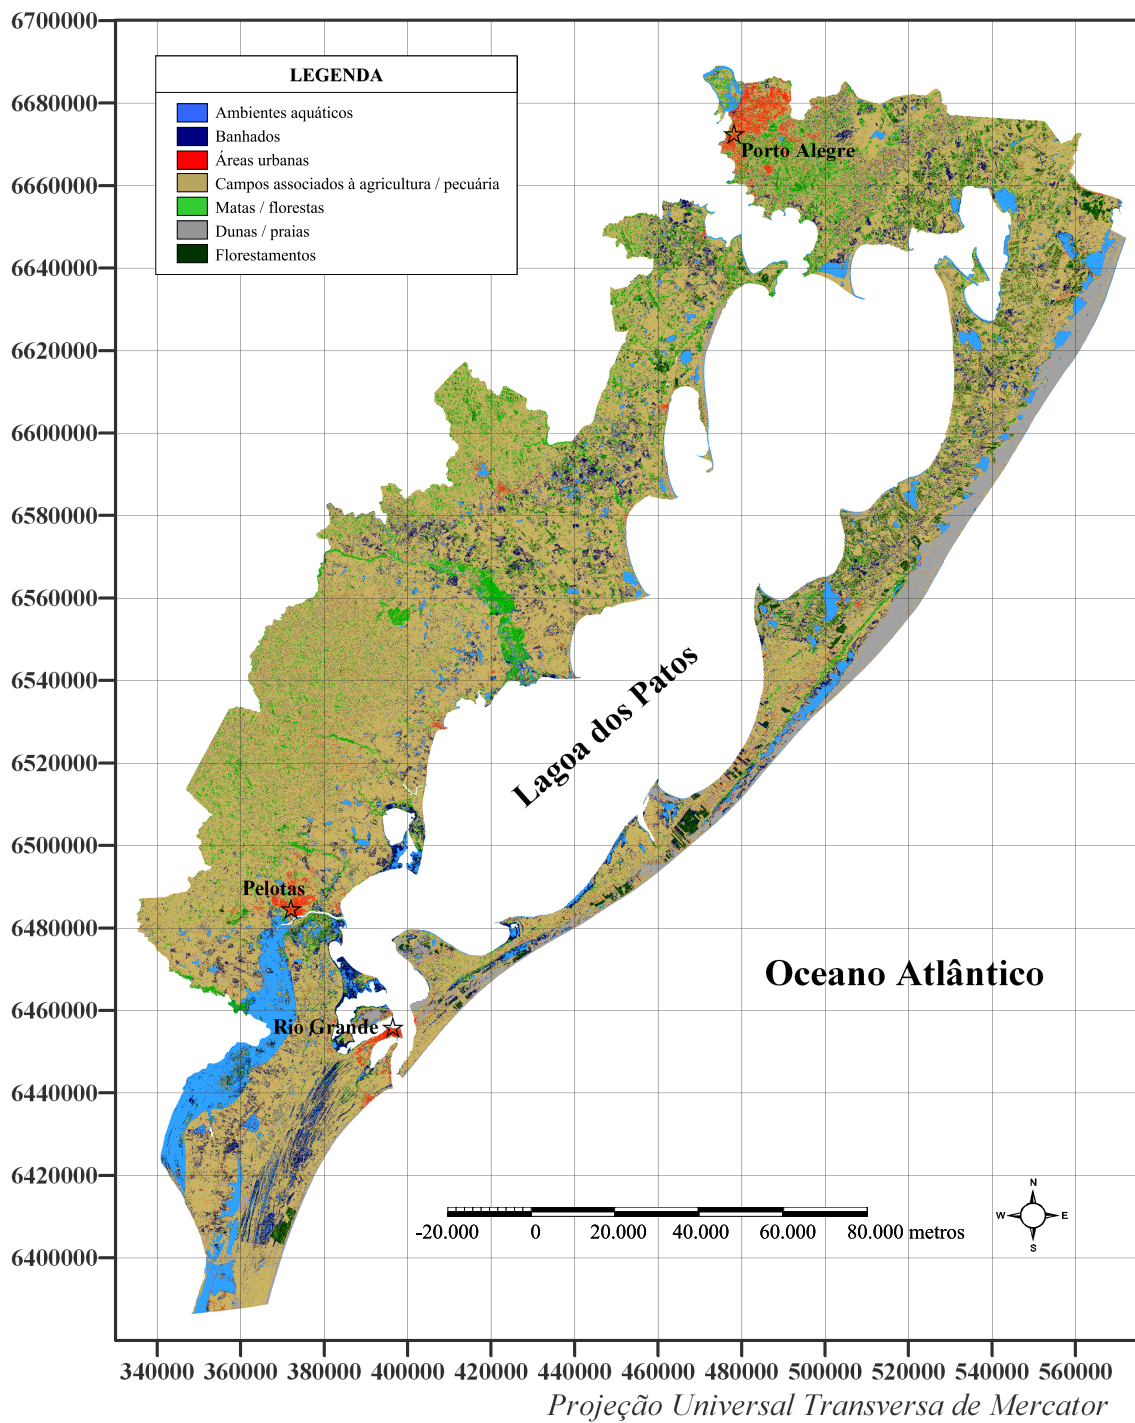 6700000
LEGENDA
6680000
Ambientes aquáticos
Banhados
Áreas urbanas
Campos associados à agricultura / pecuária
Matas / florestas
Dunas / praias
Florestamentos
Porto Alegre
6660000
6640000
6620000
6600000
6580000
6560000
6540000
Lagoa dos Patos
6520000
6500000
Pelotas
6480000
Oceano Atlântico
6460000
Rio Grande
6440000
6420000
N
W E
S
-20.000 0 20.000 40.000 60.000 80.000 metros
6400000
340000 360000 380000 400000 420000 440000 460000 480000 500000 520000 540000 560000
Projeção Universal Transversa de Mercator